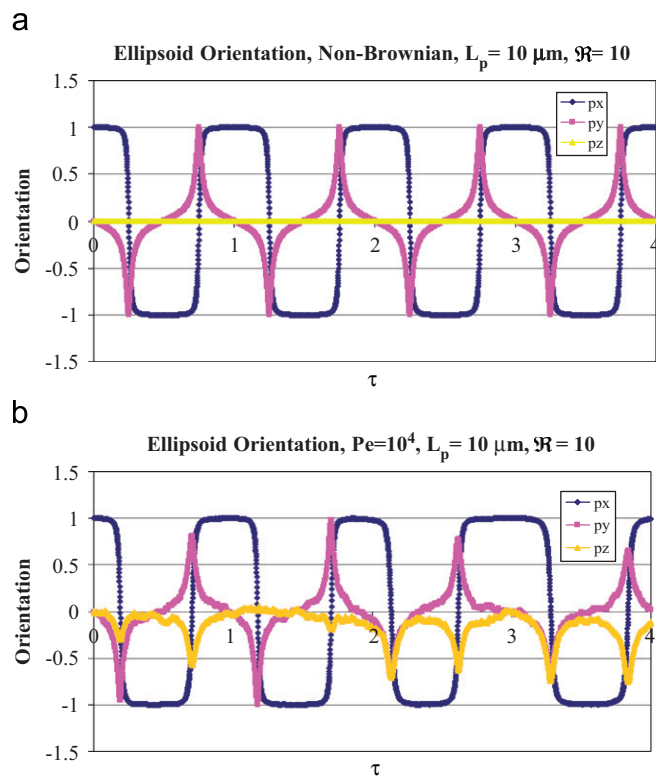 a
Ellipsoid Orientation, Non-Brownian, Lp = 10 μm, ℜ= 10
1.5
1
0.5
0
-0.5
-1
-1.5
Orientation
0
1
2
3
4
px
py
pz
τ
b
Ellipsoid Orientation, Pe=10⁴, Lp = 10 μm, ℜ = 10
1.5
1
0.5
0
-0.5
-1
-1.5
Orientation
0
1
2
3
4
px
py
pz
τ